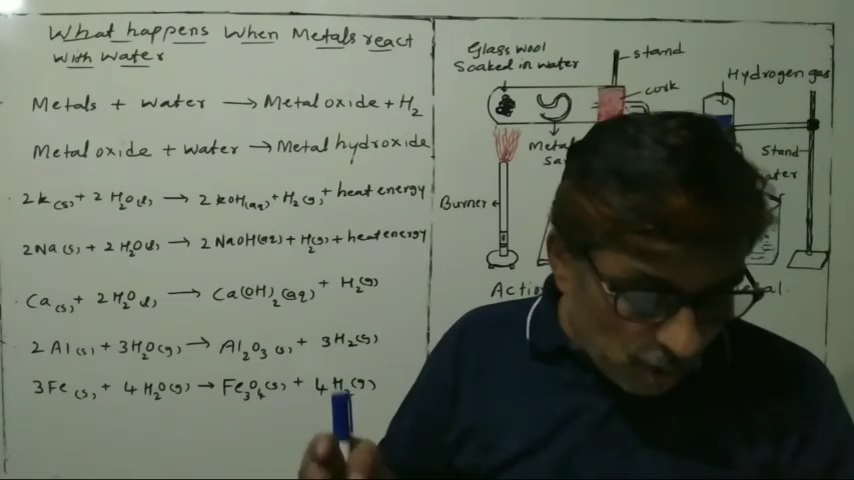 What happens When Metals react
With Water
Metals + Water → Metal oxide + H₂
Metal oxide + Water → Metal hydroxide
2K(s) + 2H₂O(l) → 2KOH(aq) + H₂(g) + heat energy
2Na(s) + 2H₂O(l) → 2NaOH(aq) + H₂(g) + heat energy
Ca(s) + 2H₂O(l) → Ca(OH)₂(aq) + H₂(g)
2Al(s) + 3H₂O(g) → Al₂O₃(s) + 3H₂(g)
3Fe(s) + 4H₂O(g) → Fe₃O₄(s) + 4H₂(g)
Glass wool
Soaked in water
stand
cork
Hydrogen gas
Metal
Stand
Burner